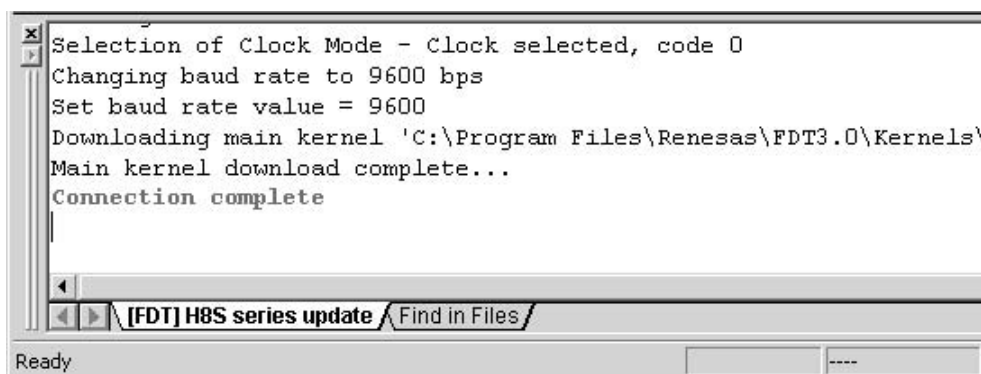 Selection of Clock Mode - Clock selected, code 0
Changing baud rate to 9600 bps
Set baud rate value = 9600
Downloading main kernel 'C:\Program Files\Renesas\FDT3.0\Kernels\
Main kernel download complete...
Connection complete
[FDT] H8S series update
Find in Files
Ready
----